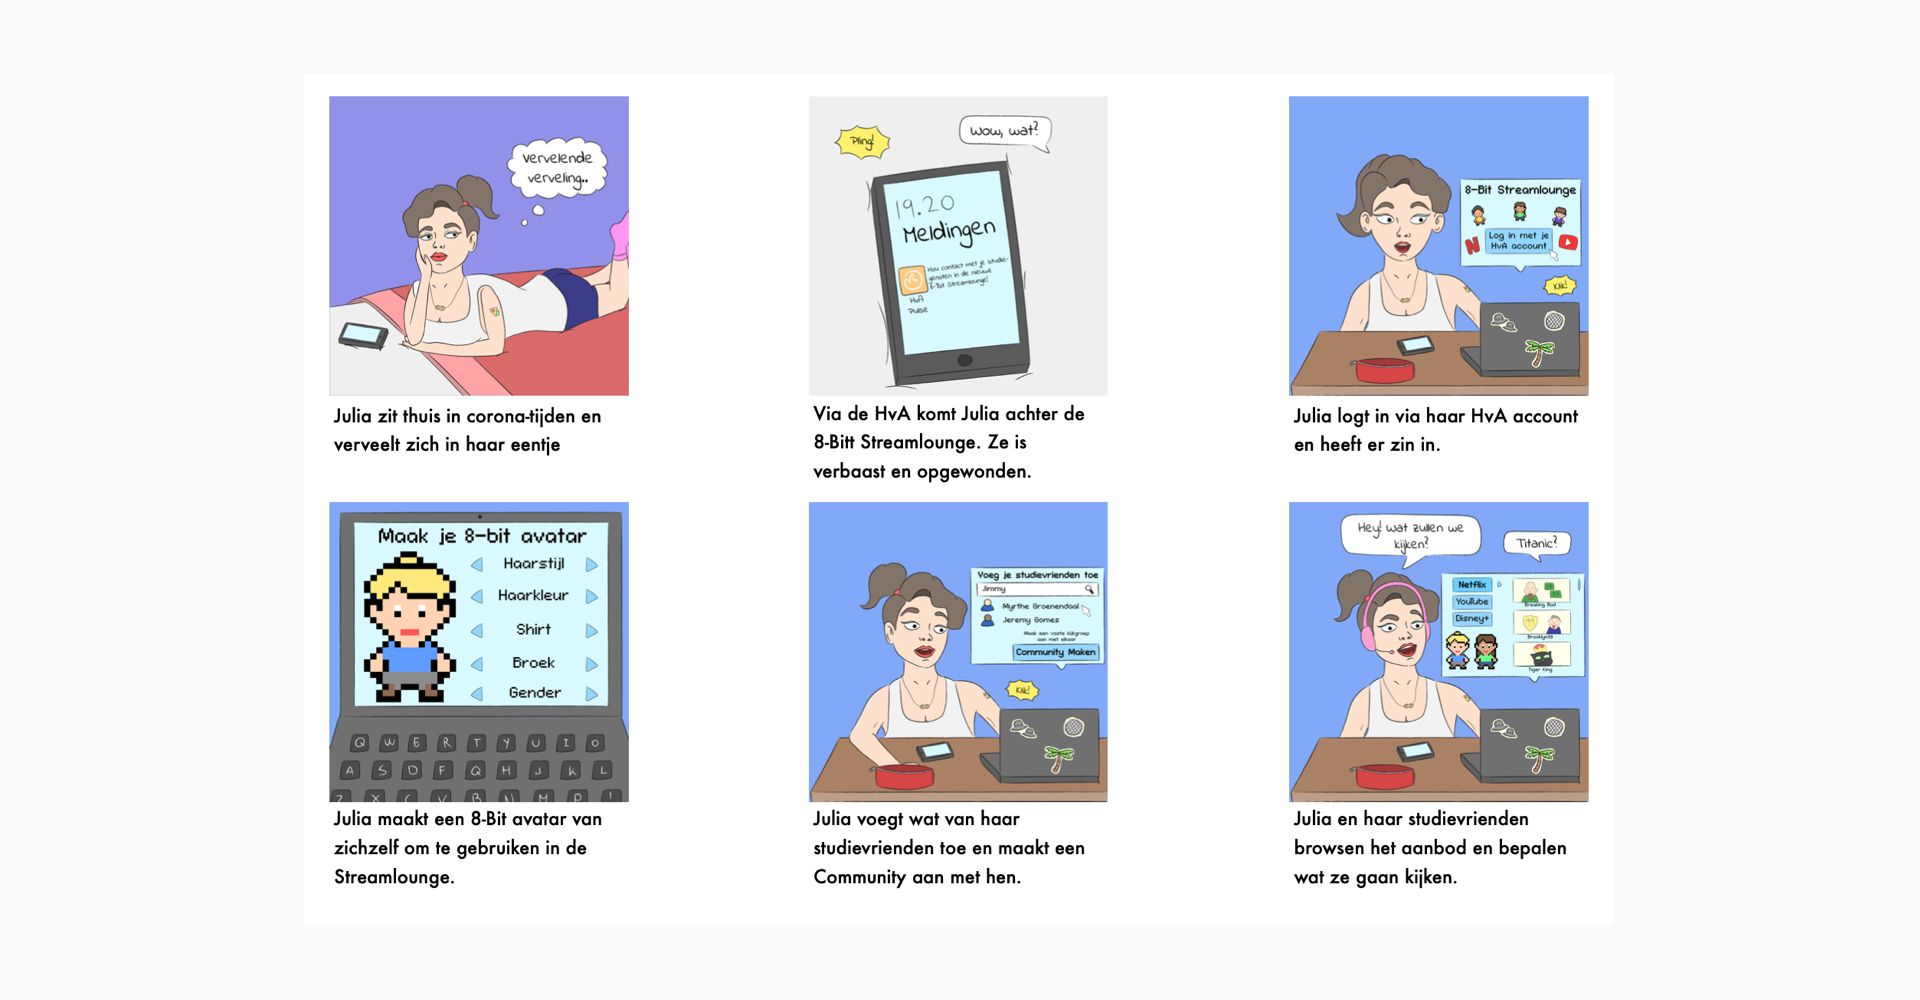 vervelende
verveling..
Julia zit thuis in corona-tijden en
verveelt zich in haar eentje
Pling!
Wow, wat?
19.20
Meldingen
Hou contact met je studie-
genoten in de nieuwe
8-Bit Streamlounge!
HvA
Pulse
Via de HvA komt Julia achter de
8-Bitt Streamlounge. Ze is
verbaast en opgewonden.
8-Bit Streamlounge
N
Log in met je
HvA account
Klik!
Julia logt in via haar HvA account
en heeft er zin in.
Maak je 8-bit avatar
Haarstijl
Haarkleur
Shirt
Broek
Gender
Q W E R T Y U I O
A S D F Q H J K L
Z X C V B N M P !
Julia maakt een 8-Bit avatar van
zichzelf om te gebruiken in de
Streamlounge.
Voeg je studievrienden toe
Jimmy
Myrthe Groenendaal
Jeremy Gomes
Maak een vaste kijkgroep
aan met elkaar
Community Maken
Klik!
Julia voegt wat van haar
studievrienden toe en maakt een
Community aan met hen.
Hey! wat zullen we
kijken?
Titanic?
Netflix
YouTube
Disney+
Breaking Bad
Brooklyn99
Tiger King
Julia en haar studievrienden
browsen het aanbod en bepalen
wat ze gaan kijken.